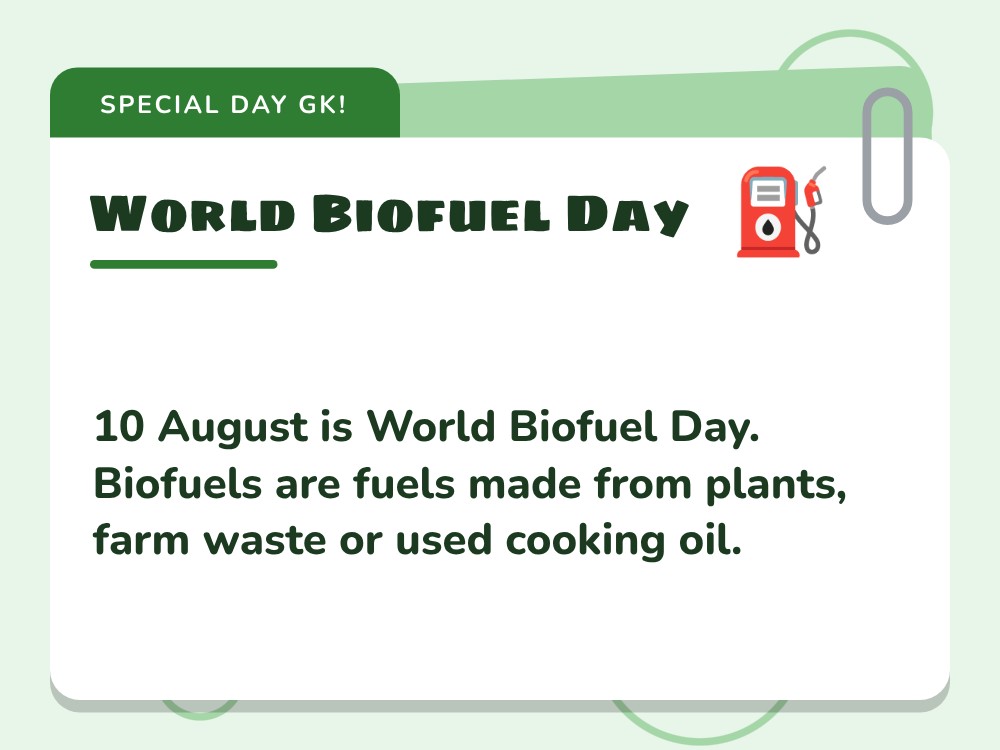 SPECIAL DAY GK!
World Biofuel Day
10 August is World Biofuel Day.
Biofuels are fuels made from plants,
farm waste or used cooking oil.